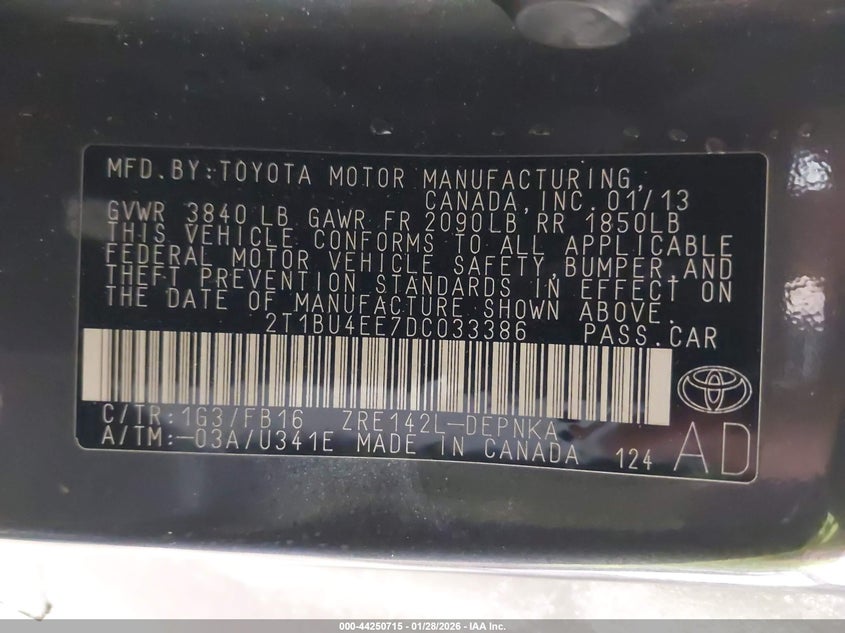 MFD.BY:TOYOTA MOTOR MANUFACTURING,
CANADA,INC.01/13
GVWR 3840LB GAWR FR 2090LB RR 1850LB
THIS VEHICLE CONFORMS TO ALL APPLICABLE
FEDERAL MOTOR VEHICLE SAFETY,BUMPER,AND
THEFT PREVENTION STANDARDS IN EFFECT ON
THE DATE OF MANUFACTURE SHOWN ABOVE.
2T1BU4EE7DC033386 PASS.CAR
C/TR:1G3/FB16 ZRE142L-DEPNKA
A/TM:-03A/U341E MADE IN CANADA 124 AD
000-44250715 - 01/28/2026 - IAA Inc.